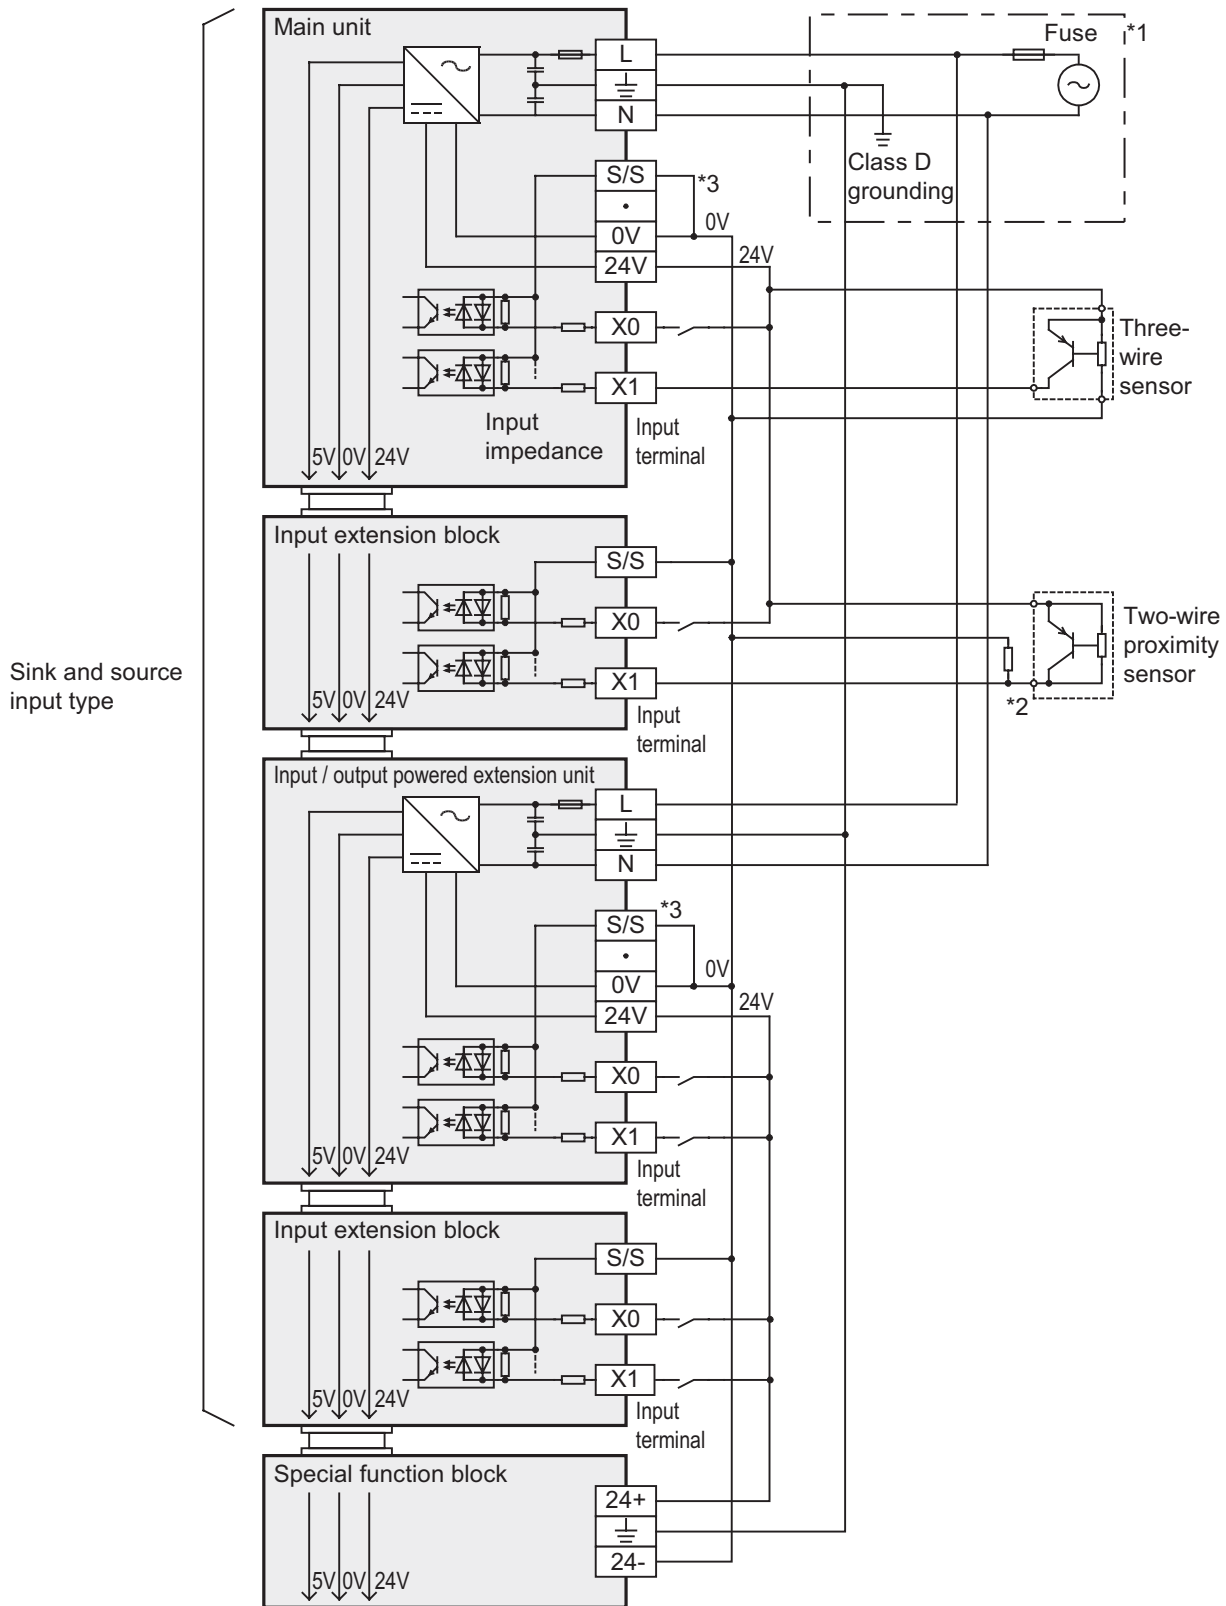 Main unit
Fuse
*1
L
N
Class D
grounding
S/S
*3
•
0V
0V
24V
24V
X0
Three-
wire
sensor
X1
Input
impedance
Input
terminal
5V
0V
24V
Input extension block
S/S
X0
Two-wire
proximity
sensor
Sink and source
input type
X1
*2
5V
0V
24V
Input
terminal
Input / output powered extension unit
L
N
S/S
*3
•
0V
0V
24V
24V
X0
X1
5V
0V
24V
Input
terminal
Input extension block
S/S
X0
X1
5V
0V
24V
Input
terminal
Special function block
24+
24-
5V
0V
24V